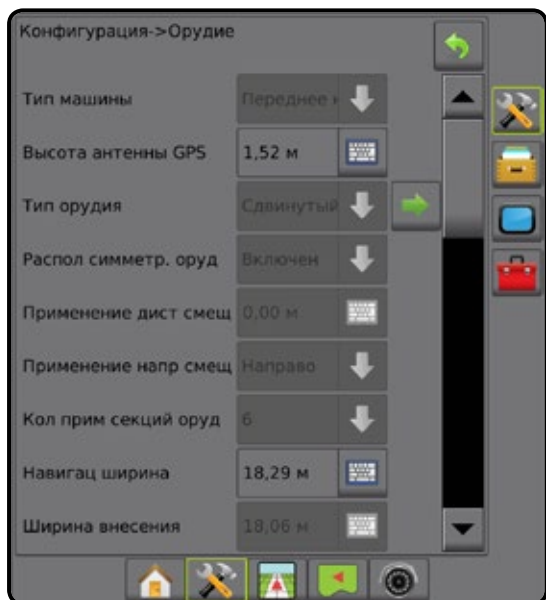 Конфигурация->Орудие
Тип машины Переднее
Высота антенны GPS 1,52 м
Тип орудия Сдвинутый
Распол симметр. оруд Включен
Применение дист смещ 0,00 м
Применение напр смещ Направо
Кол прим секций оруд 6
Навигац ширина 18,29 м
Ширина внесения 18,06 м